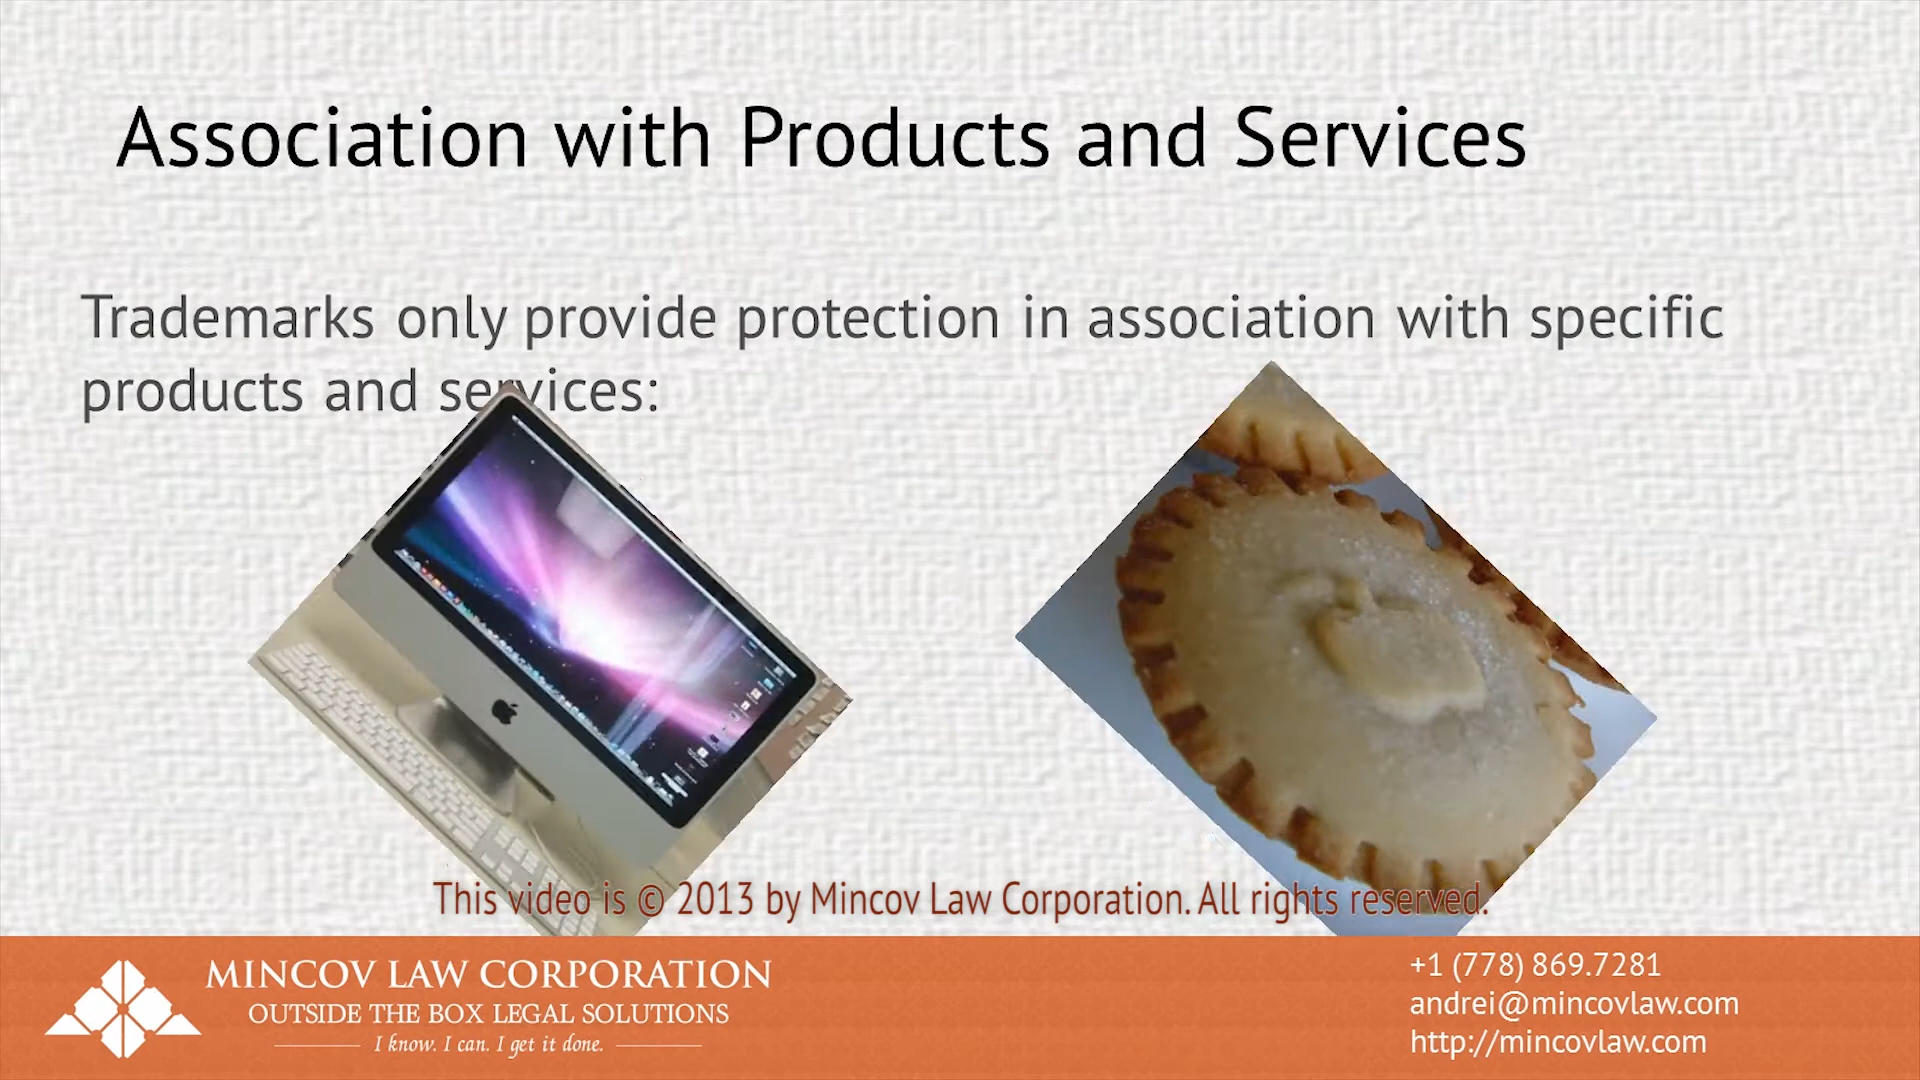 Association with Products and Services
Trademarks only provide protection in association with specific
products and services:
This video is © 2013 by Mincov Law Corporation. All rights reserved.
MINCOV LAW CORPORATION
OUTSIDE THE BOX LEGAL SOLUTIONS
I know. I can. I get it done.
+1 (778) 869.7281
andrei@mincovlaw.com
http://mincovlaw.com